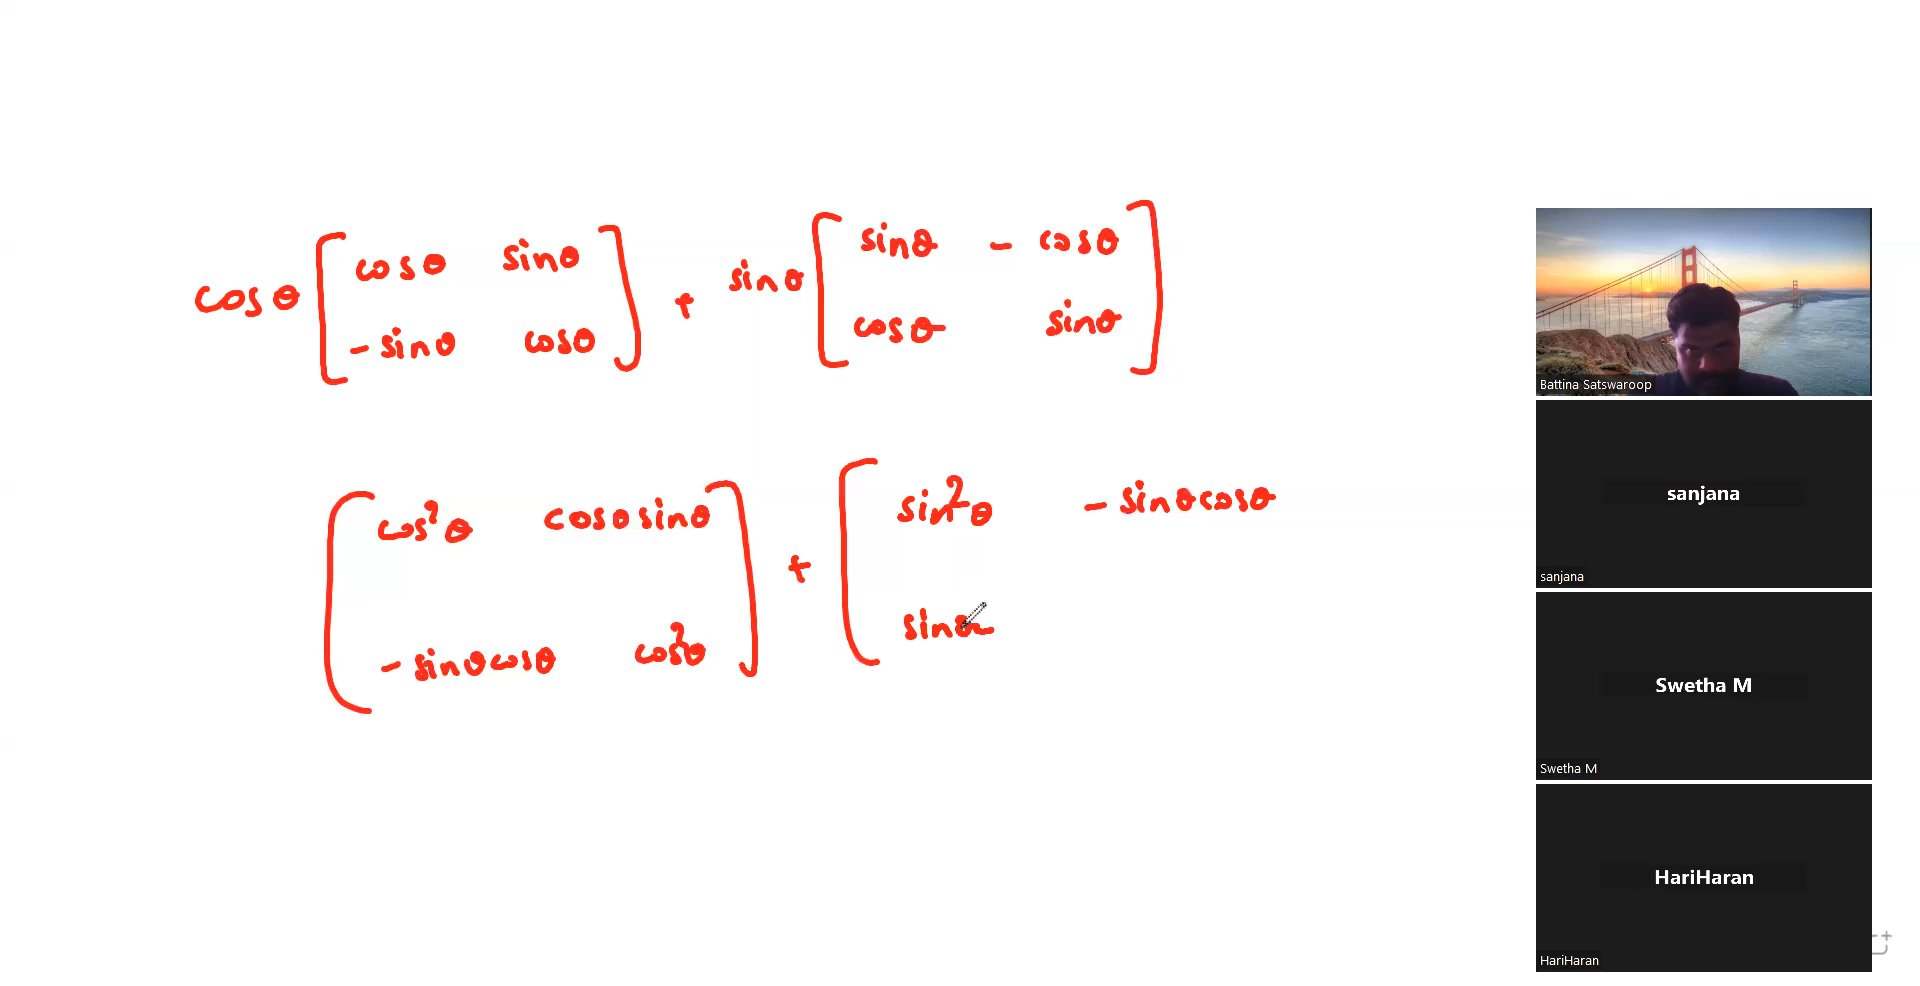 cosθ [ cosθ sinθ ] + sinθ [ sinθ - cosθ ]
-sinθ cosθ cosθ sinθ
[ cos²θ cosθsinθ ] + [ sin²θ -sinθcosθ
-sinθcosθ cos²θ sinθ
Battina Satswaroop
sanjana
sanjana
Swetha M
Swetha M
HariHaran
HariHaran